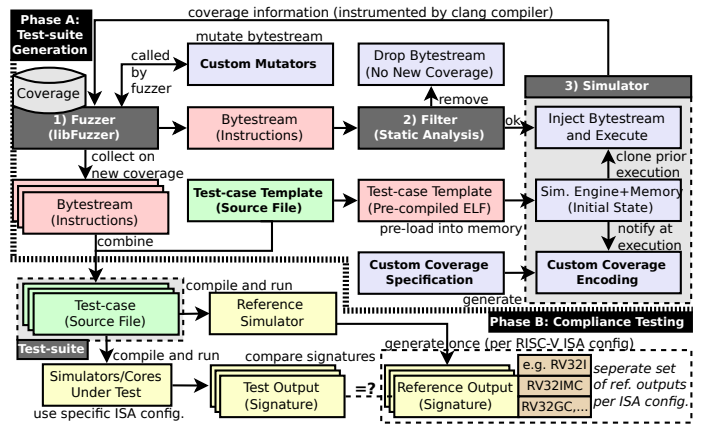 coverage information (instrumented by clang compiler)
Phase A:
Test-suite
Generation
mutate bytestream
called
by
fuzzer
Custom Mutators
Drop Bytestream
(No New Coverage)
3) Simulator
Coverage
remove
1) Fuzzer
(libFuzzer)
Bytestream
(Instructions)
2) Filter
(Static Analysis)
ok
Inject Bytestream
and Execute
collect on
new coverage
clone prior
execution
Bytestream
(Instructions)
Test-case Template
(Source File)
Test-case Template
(Pre-compiled ELF)
Sim. Engine+Memory
(Initial State)
pre-load into memory
notify at
execution
combine
Custom Coverage
Specification
Custom Coverage
Encoding
generate
compile and run
Test-case
(Source File)
Reference
Simulator
Phase B: Compliance Testing
Test-suite
generate once (per RISC-V ISA config)
compile and run
compare signatures
Simulators/Cores
Under Test
Test Output
(Signature)
=?
Reference Output
(Signature)
e.g. RV32I
RV32IMC
RV32GC,...
seperate set
of ref. outputs
per ISA config.
use specific ISA config.